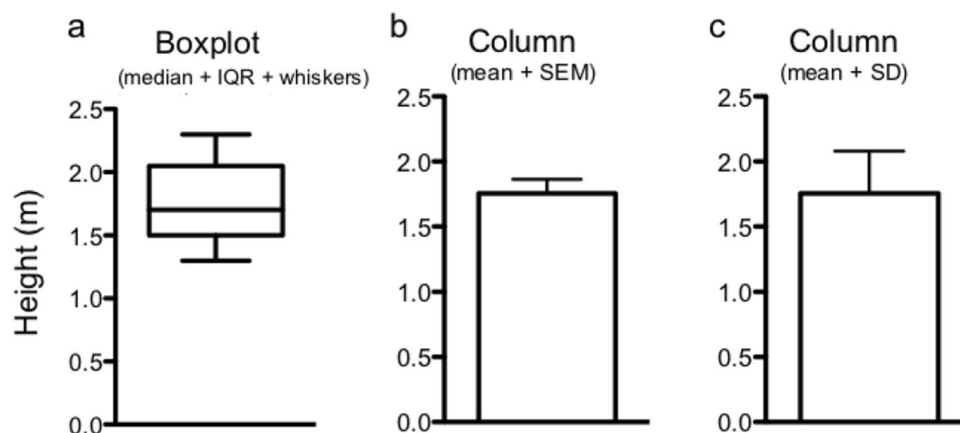 a
Boxplot
(median + IQR + whiskers)
Height (m)
2.5
2.0
1.5
1.0
0.5
0.0
b
Column
(mean + SEM)
2.5
2.0
1.5
1.0
0.5
0.0
c
Column
(mean + SD)
2.5
2.0
1.5
1.0
0.5
0.0